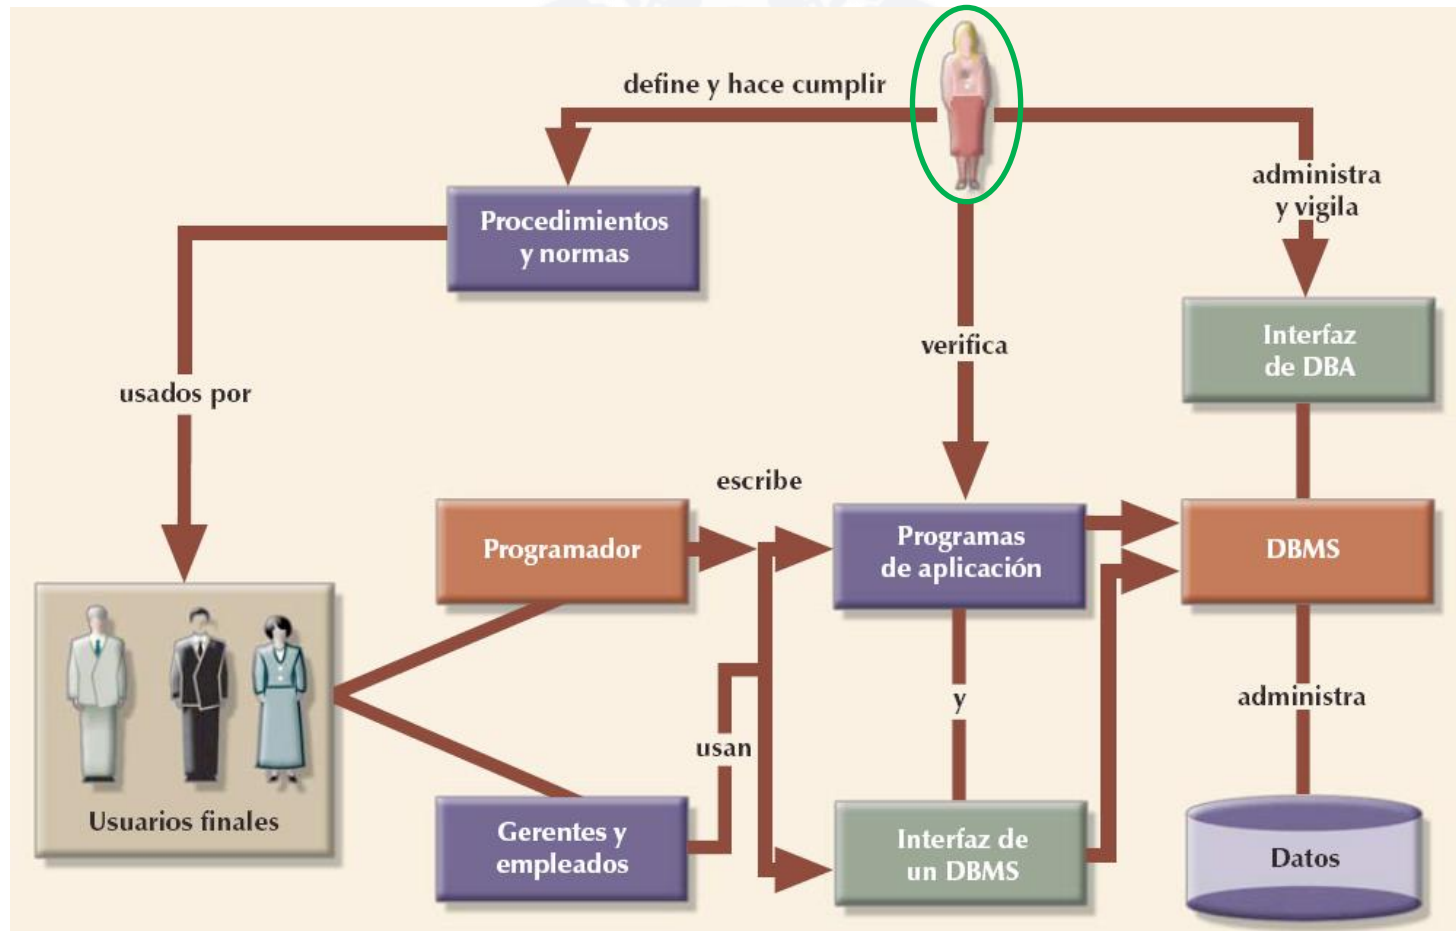 define y hace cumplir
administra
y vigila
Procedimientos
y normas
Interfaz
de DBA
verifica
usados por
escribe
Programador
Programas
de aplicación
DBMS
y
administra
usan
Usuarios finales
Gerentes y
empleados
Interfaz de
un DBMS
Datos